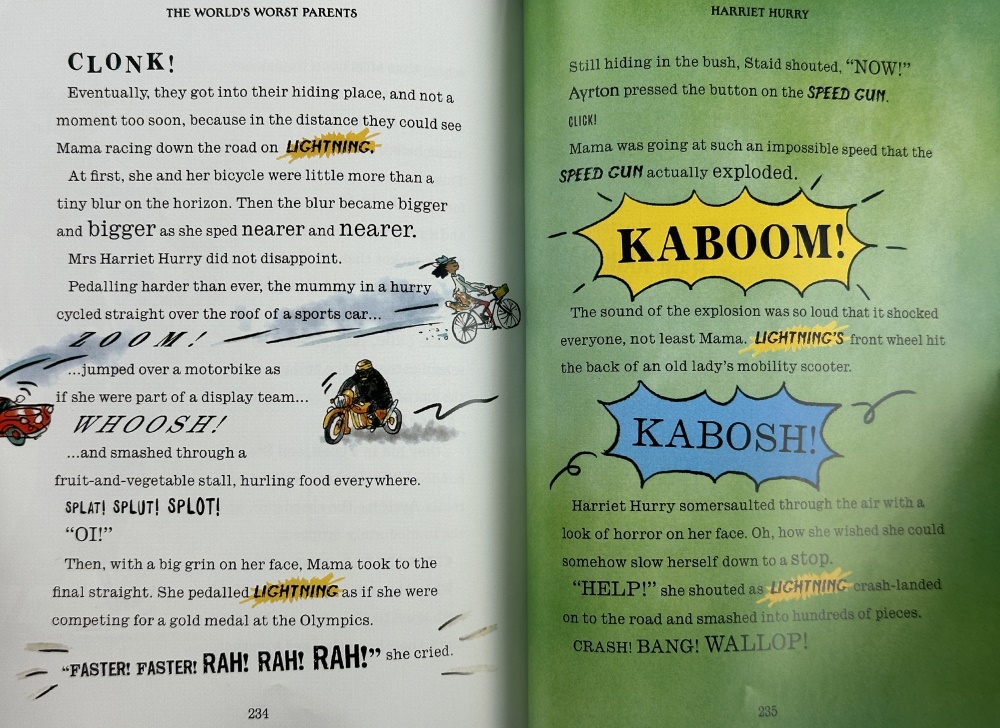 THE WORLD'S WORST PARENTS
CLONK!
Eventually, they got into their hiding place, and not a
moment too soon, because in the distance they could see
Mama racing down the road on LIGHTNING.
At first, she and her bicycle were little more than a
tiny blur on the horizon. Then the blur became bigger
and bigger as she sped nearer and nearer.
Mrs Harriet Hurry did not disappoint.
Pedalling harder than ever, the mummy in a hurry
cycled straight over the roof of a sports car...
ZOOM!
...jumped over a motorbike as
if she were part of a display team...
WHOOSH!
...and smashed through a
fruit-and-vegetable stall, hurling food everywhere.
SPLAT! SPLUT! SPLOT!
“OI!”
Then, with a big grin on her face, Mama took to the
final straight. She pedalled LIGHTNING as if she were
competing for a gold medal at the Olympics.
“FASTER! FASTER! RAH! RAH! RAH!” she cried.
234
HARRIET HURRY
Still hiding in the bush, Staid shouted, “NOW!”
Ayrton pressed the button on the SPEED GUN.
CLICK!
Mama was going at such an impossible speed that the
SPEED GUN actually exploded.
KABOOM!
The sound of the explosion was so loud that it shocked
everyone, not least Mama. LIGHTNING'S front wheel hit
the back of an old lady's mobility scooter.
KABOSH!
Harriet Hurry somersaulted through the air with a
look of horror on her face. Oh, how she wished she could
somehow slow herself down to a stop.
“HELP!” she shouted as LIGHTNING crash-landed
on to the road and smashed into hundreds of pieces.
CRASH! BANG! WALLOP!
235